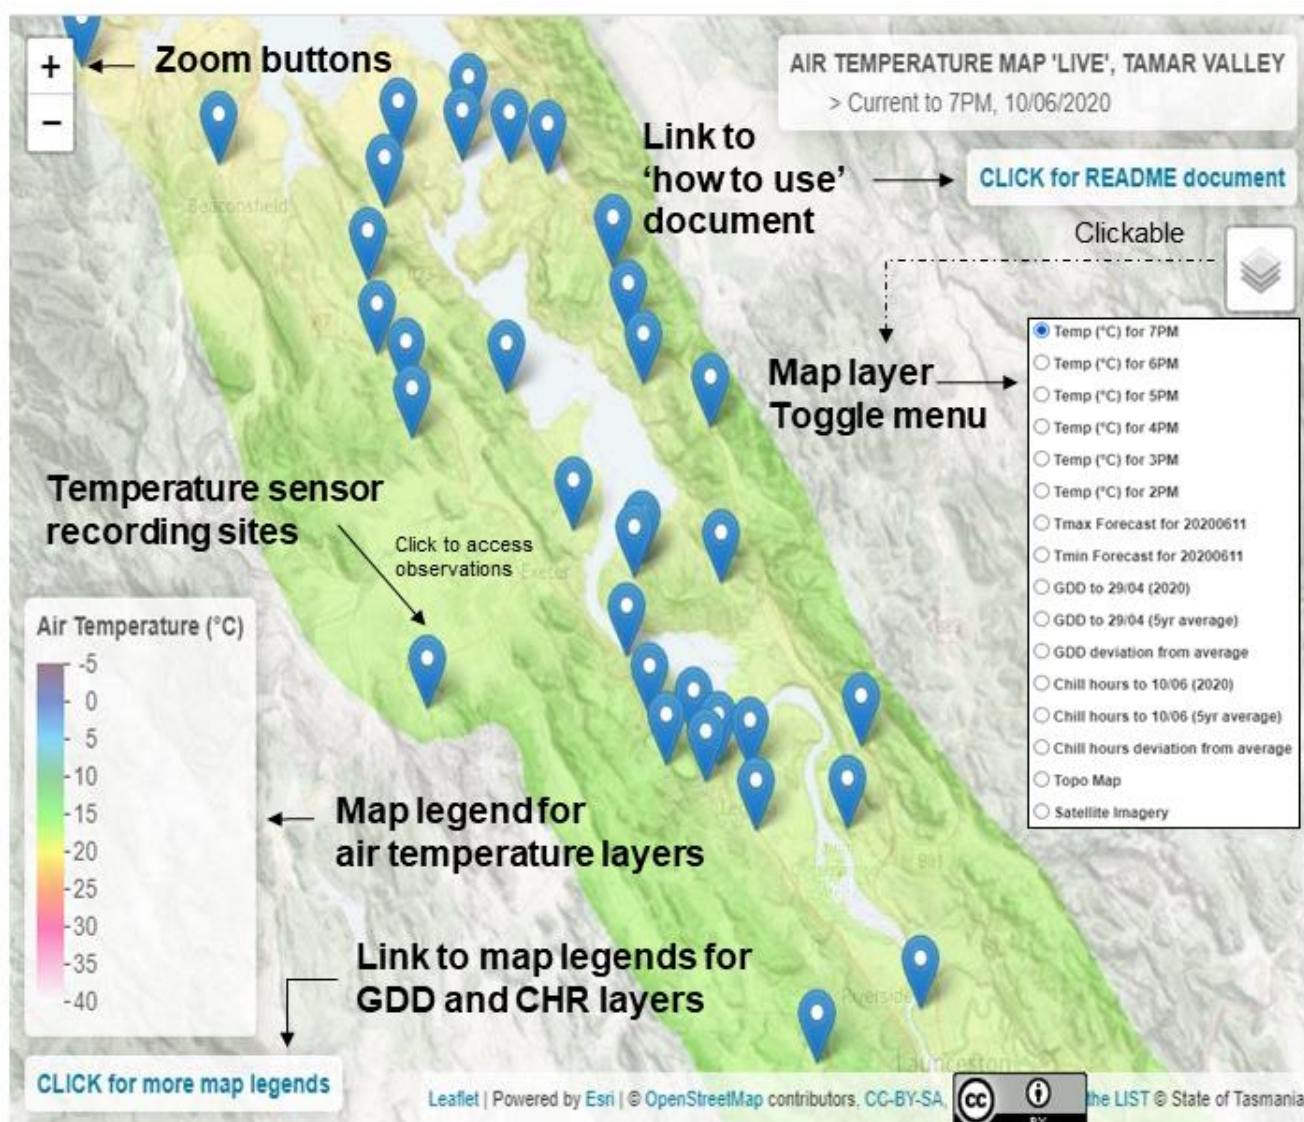 +
−
Zoom buttons
AIR TEMPERATURE MAP 'LIVE', TAMAR VALLEY
> Current to 7PM, 10/06/2020
Link to
‘how to use’
document
CLICK for README document
Clickable
Beaconsfield
Map layer
Toggle menu
Temp (°C) for 7PM
Temp (°C) for 6PM
Temp (°C) for 5PM
Temp (°C) for 4PM
Temp (°C) for 3PM
Temp (°C) for 2PM
Tmax Forecast for 20200611
Tmin Forecast for 20200611
GDD to 29/04 (2020)
GDD to 29/04 (5yr average)
GDD deviation from average
Chill hours to 10/06 (2020)
Chill hours to 10/06 (5yr average)
Chill hours deviation from average
Topo Map
Satellite Imagery
Temperature sensor
recording sites
Click to access
observations
Exeter
Air Temperature (°C)
-5
0
5
-10
-15
-20
-25
-30
-35
-40
Map legend for
air temperature layers
Link to map legends for
GDD and CHR layers
Riverside
Launceston
CLICK for more map legends
Leaflet | Powered by Esri | © OpenStreetMap contributors, CC-BY-SA,
cc
BY
the LIST © State of Tasmania